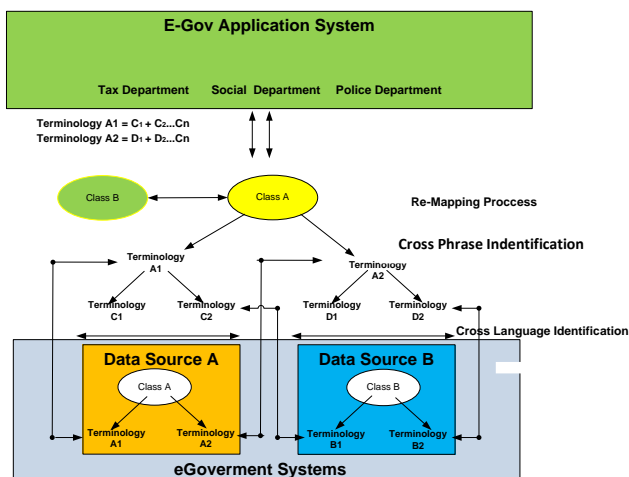 E-Gov Application System
Tax Department Social Department Police Department
Terminology A1 = C1 + C2...Cn
Terminology A2 = D1 + D2...Cn
Class B
Class A
Re-Mapping Proccess
Cross Phrase Indentification
Terminology
A1
Terminology
A2
Terminology
C1
Terminology
C2
Terminology
D1
Terminology
D2
Cross Language Identification
Data Source A
Data Source B
Class A
Class B
Terminology
A1
Terminology
A2
Terminology
B1
Terminology
B2
eGoverment Systems